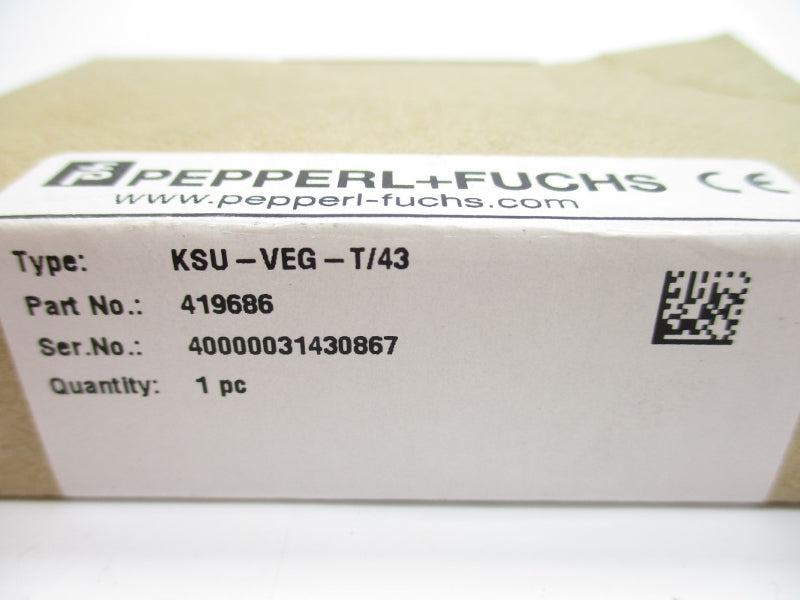 PEPPERL+FUCHS CE
www.pepperl-fuchs.com
Type: KSU-VEG-T/43
Part No.: 419686
Ser.No.: 40000031430867
Quantity: 1 pc